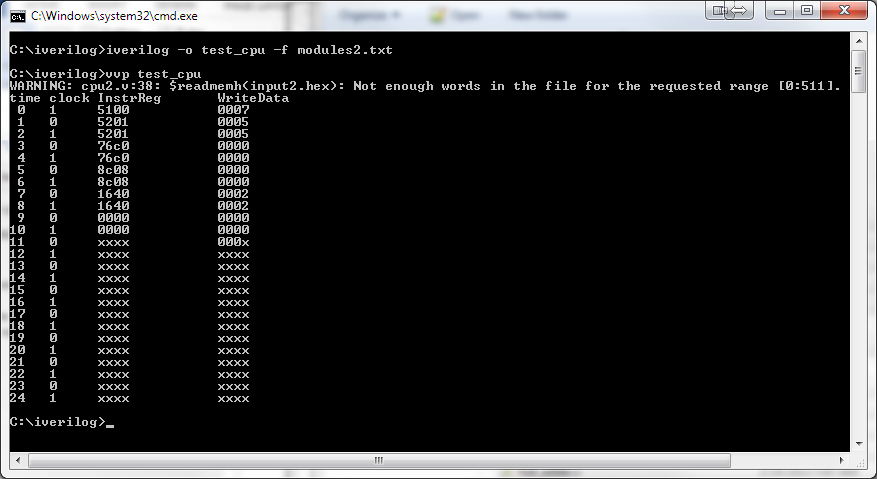 C:\Windows\system32\cmd.exe
Organize
Open
New folder
C:\iverilog>iverilog -o test_cpu -f modules2.txt
C:\iverilog>vvp test_cpu
WARNING: cpu2.v:38: $readmemh(input2.hex): Not enough words in the file for the requested range [0:511].
time clock InstrReg WriteData
0 1 5100 0007
1 0 5201 0005
2 1 5201 0005
3 0 76c0 0000
4 1 76c0 0000
5 0 8c08 0000
6 1 8c08 0000
7 0 1640 0002
8 1 1640 0002
9 0 0000 0000
10 1 0000 0000
11 0 xxxx 000x
12 1 xxxx xxxx
13 0 xxxx xxxx
14 1 xxxx xxxx
15 0 xxxx xxxx
16 1 xxxx xxxx
17 0 xxxx xxxx
18 1 xxxx xxxx
19 0 xxxx xxxx
20 1 xxxx xxxx
21 0 xxxx xxxx
22 1 xxxx xxxx
23 0 xxxx xxxx
24 1 xxxx xxxx
C:\iverilog>_